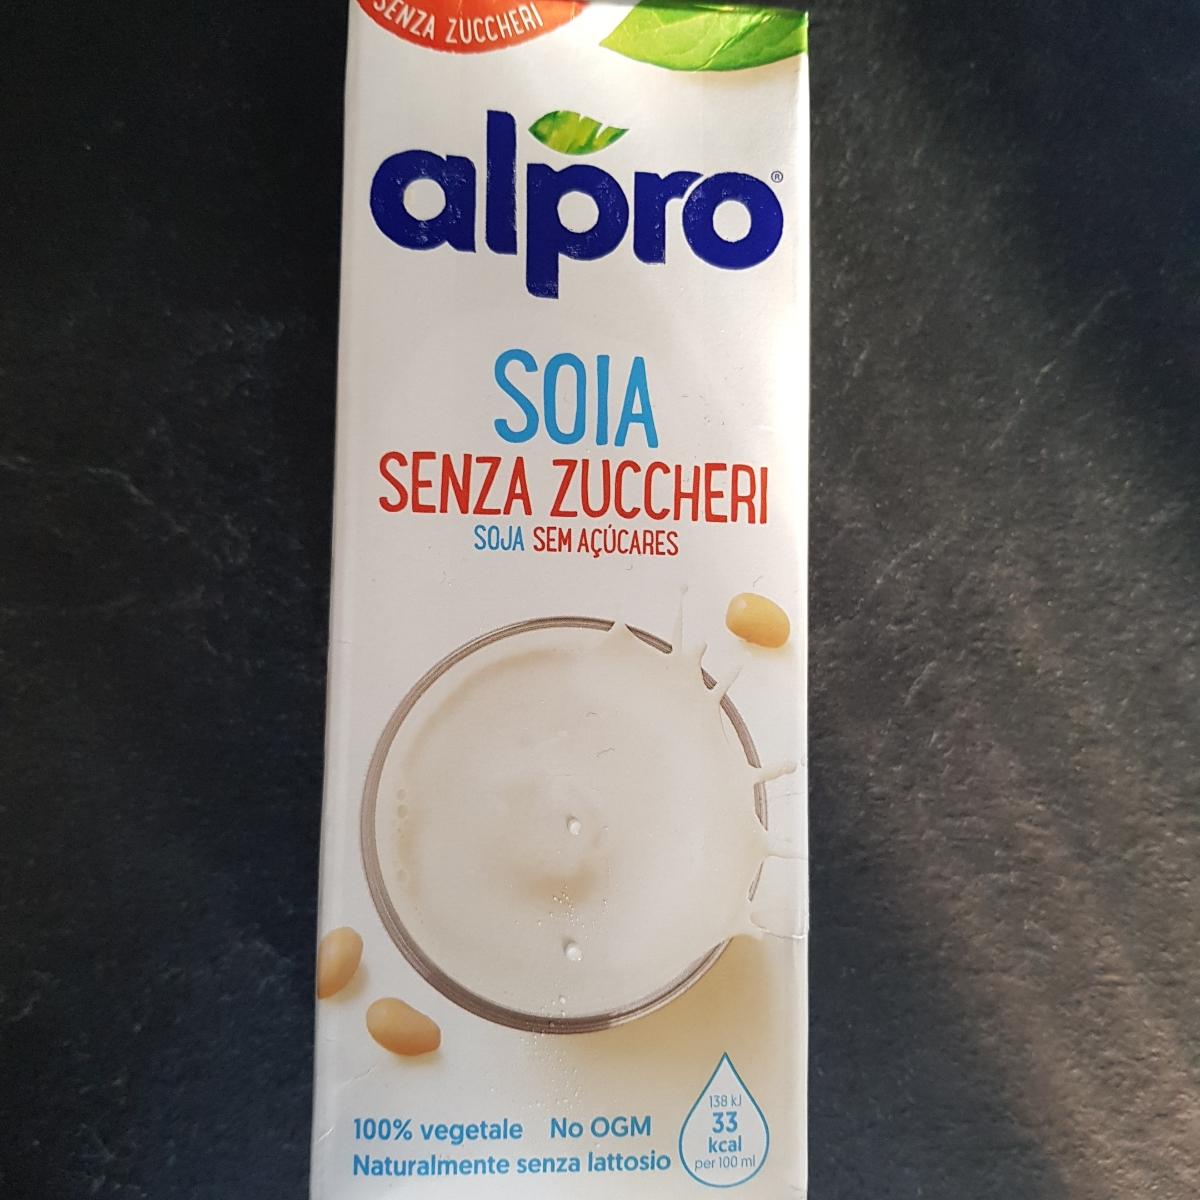 SENZA ZUCCHERI
alpro®
SOIA
SENZA ZUCCHERI
SOJA SEM AÇÚCARES
138 kJ
33
kcal
per 100 ml
100% vegetale No OGM
Naturalmente senza lattosio